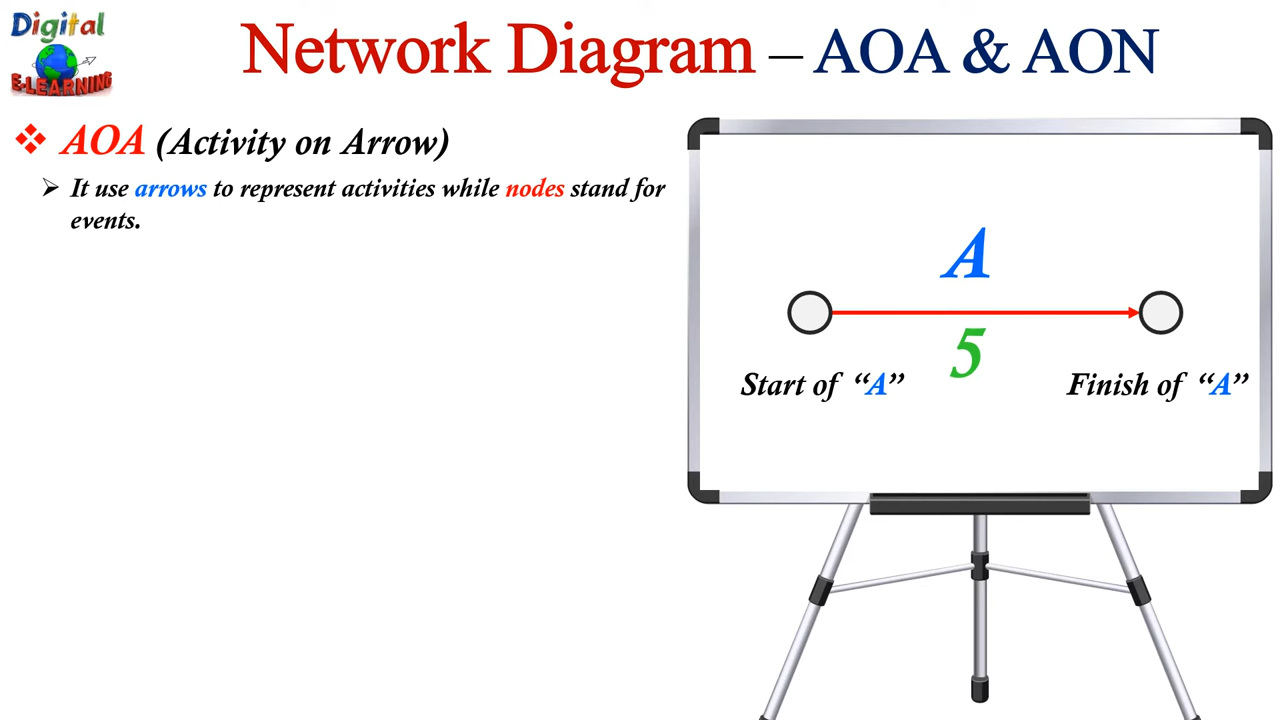 Digital
E-LEARNING
Network Diagram – AOA & AON
❖ AOA (Activity on Arrow)
➢ It use arrows to represent activities while nodes stand for
events.
A
5
Start of “A”
Finish of “A”